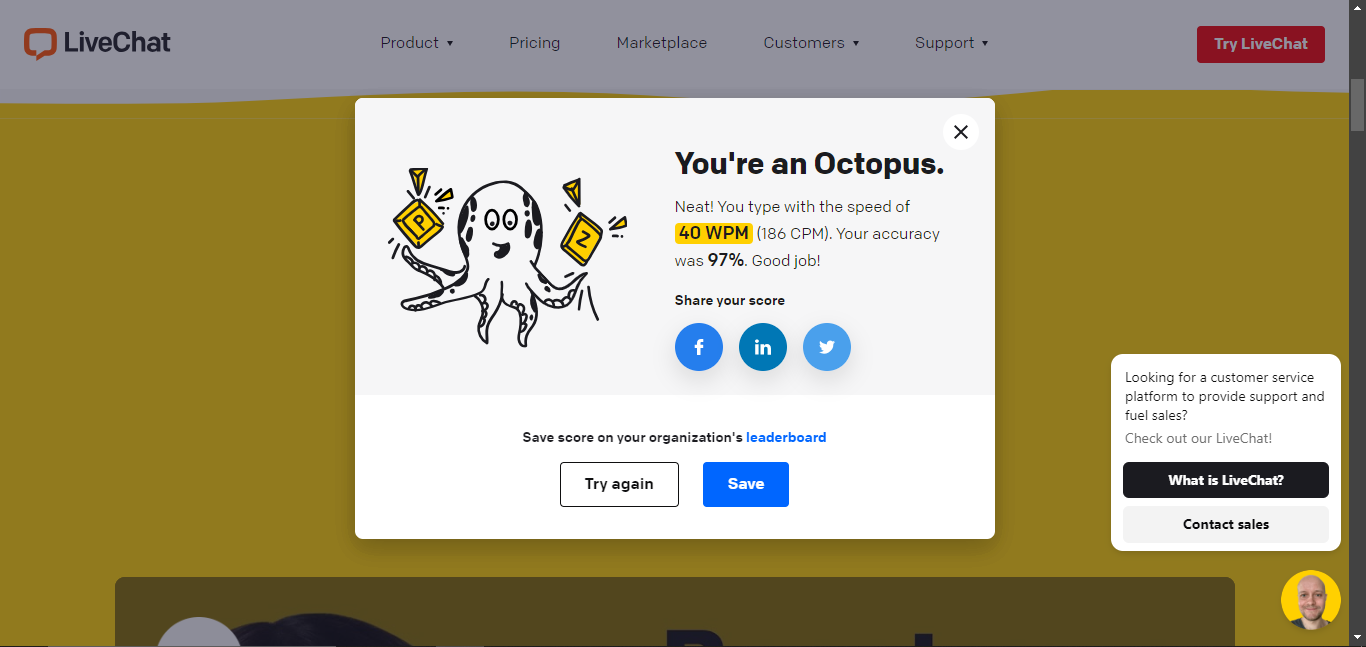 LiveChat
Product ▾
Pricing
Marketplace
Customers ▾
Support ▾
Try LiveChat
P
Z
You're an Octopus.
Neat! You type with the speed of
40 WPM (186 CPM). Your accuracy
was 97%. Good job!
Share your score
f
in
Save score on your organization's leaderboard
Try again
Save
Looking for a customer service
platform to provide support and
fuel sales?
Check out our LiveChat!
What is LiveChat?
Contact sales